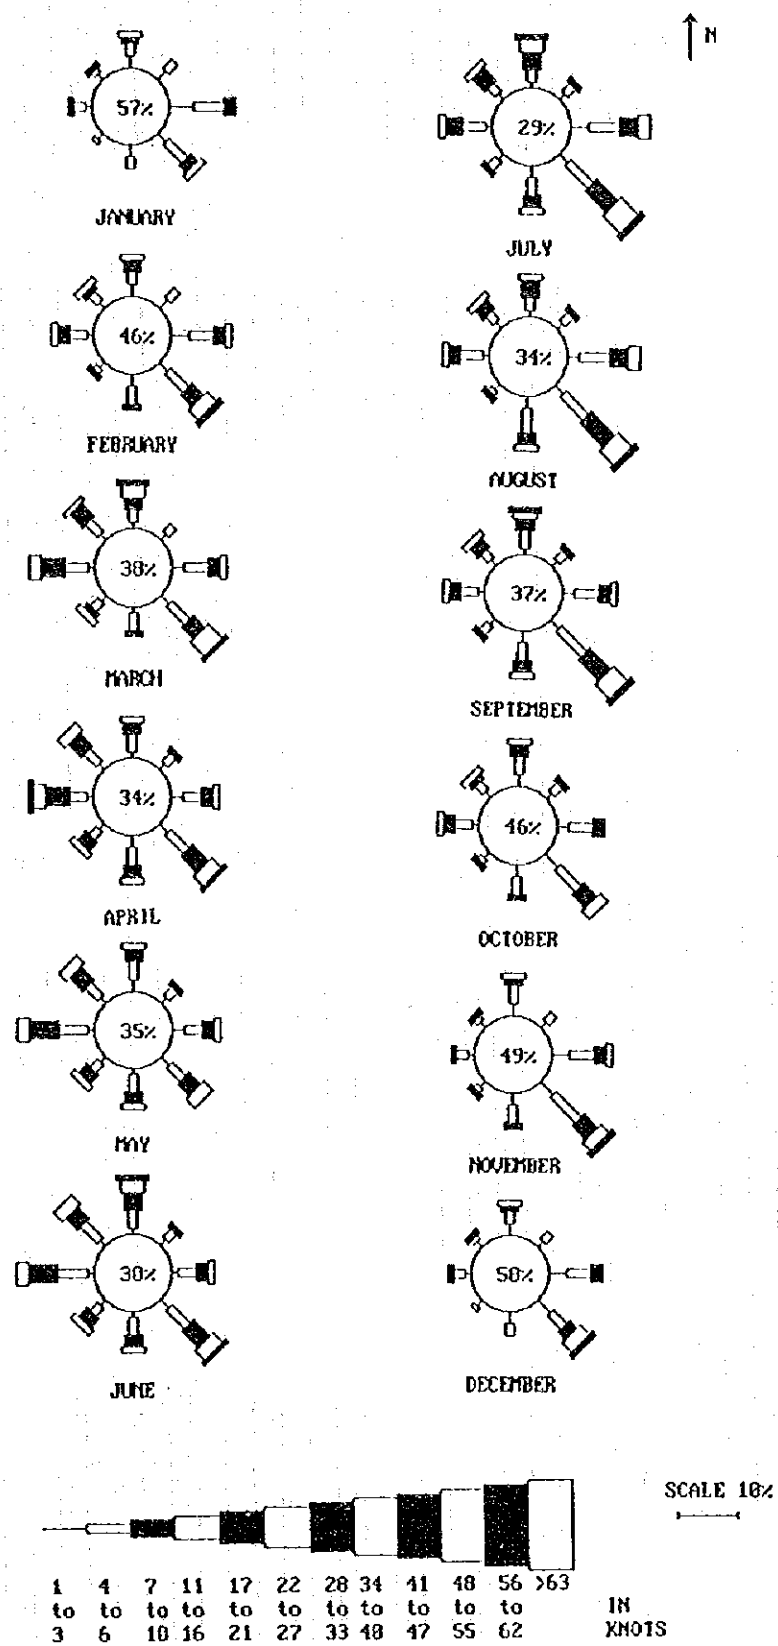 N
57%
JANUARY
29%
JULY
46%
FEBRUARY
34%
AUGUST
38%
MARCH
37%
SEPTEMBER
34%
APRIL
46%
OCTOBER
35%
MAY
49%
NOVEMBER
30%
JUNE
50%
DECEMBER
SCALE 10%
1 4 7 11 17 22 28 34 41 48 56 >63
to to to to to to to to to to to IN
3 6 10 16 21 27 33 40 47 55 62 KNOTS